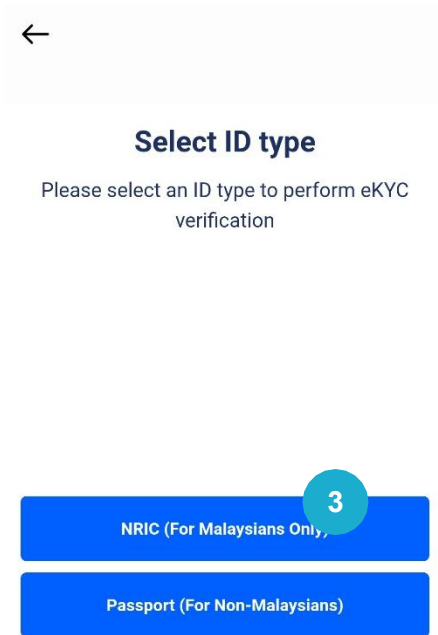 Select ID type
Please select an ID type to perform eKYC
verification
3
NRIC (For Malaysians Only)
Passport (For Non-Malaysians)